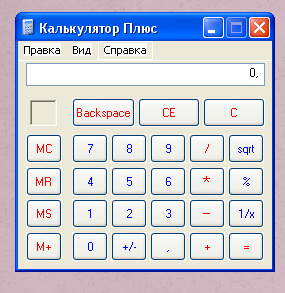 Калькулятор Плюс
Правка Вид Справка
0,
Backspace CE C
MC 7 8 9 / sqrt
MR 4 5 6 * %
MS 1 2 3 − 1/x
M+ 0 +/- , + =